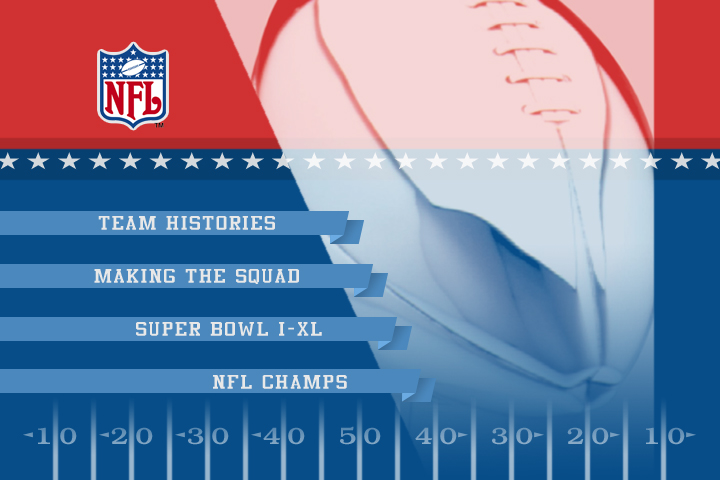 NFL
TM
TEAM HISTORIES
MAKING THE SQUAD
SUPER BOWL I-XL
NFL CHAMPS
◄10 ◄20 ◄30 ◄40 50 40► 30► 20► 10►